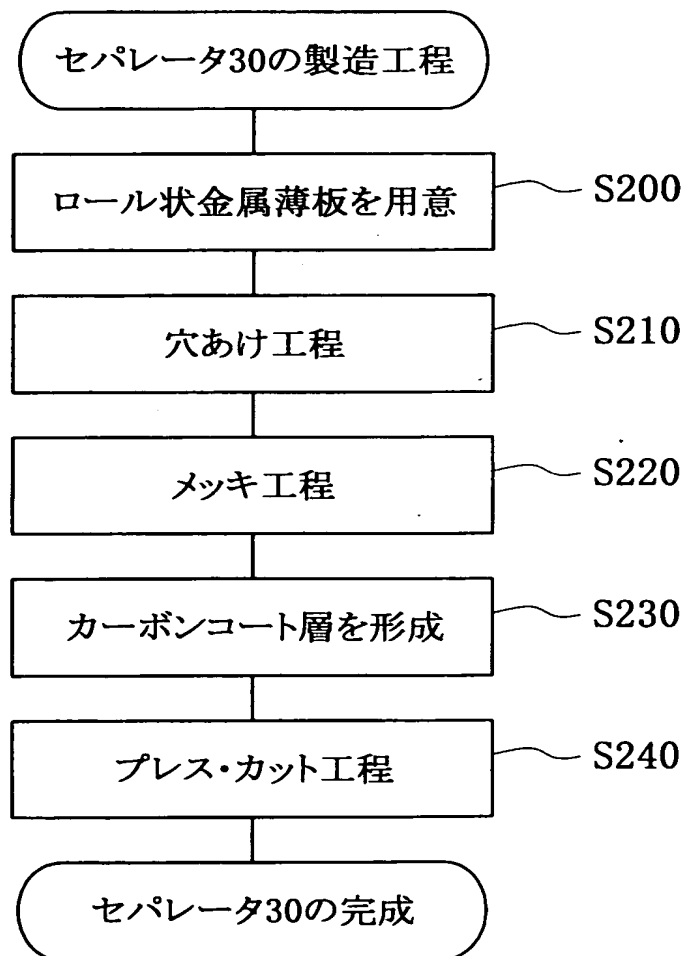 セパレータ30の製造工程
ロール状金属薄板を用意
S200
穴あけ工程
S210
メッキ工程
S220
カーボンコート層を形成
S230
プレス・カット工程
S240
セパレータ30の完成